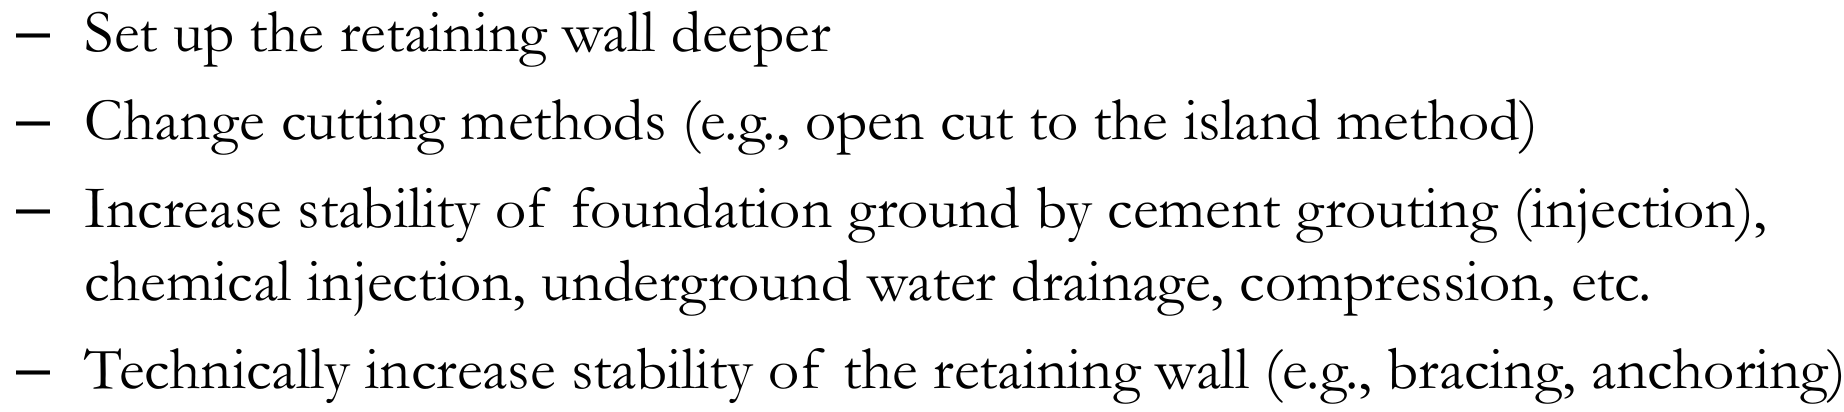 – Set up the retaining wall deeper
– Change cutting methods (e.g., open cut to the island method)
– Increase stability of foundation ground by cement grouting (injection),
chemical injection, underground water drainage, compression, etc.
– Technically increase stability of the retaining wall (e.g., bracing, anchoring)